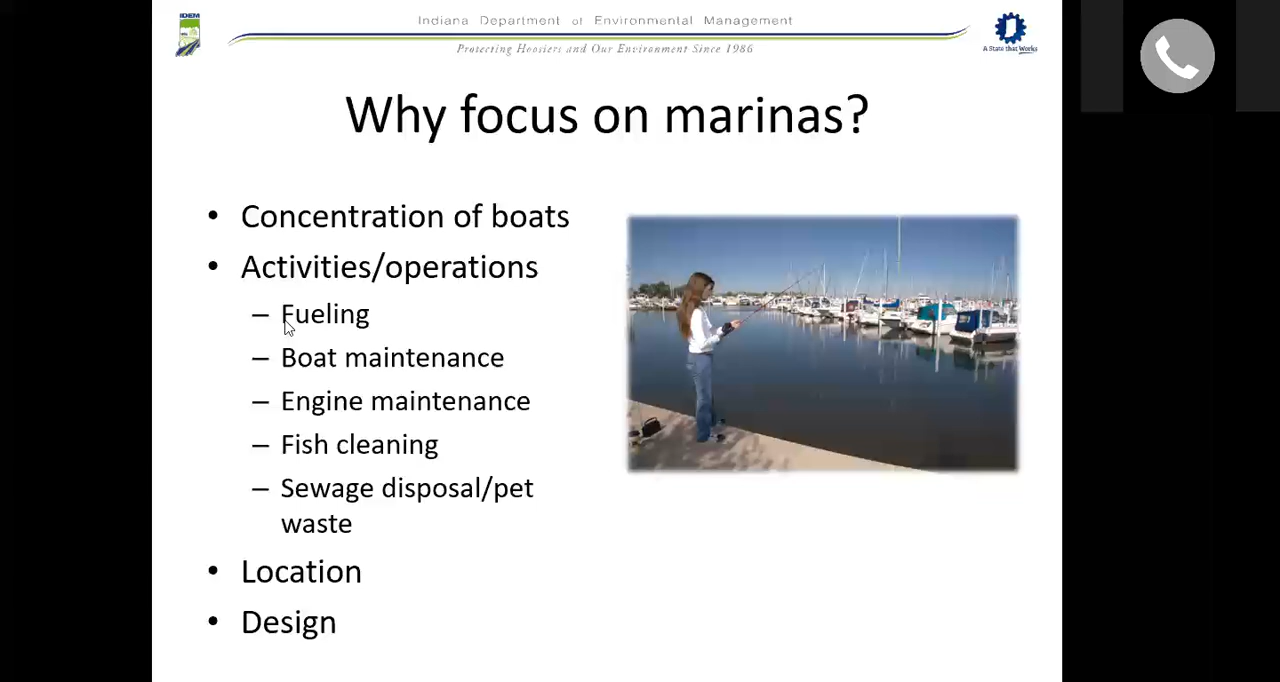 IDEM
Indiana Department of Environmental Management
Protecting Hoosiers and Our Environment Since 1986
A State that Works
Why focus on marinas?
• Concentration of boats
• Activities/operations
– Fueling
– Boat maintenance
– Engine maintenance
– Fish cleaning
– Sewage disposal/pet
waste
• Location
• Design